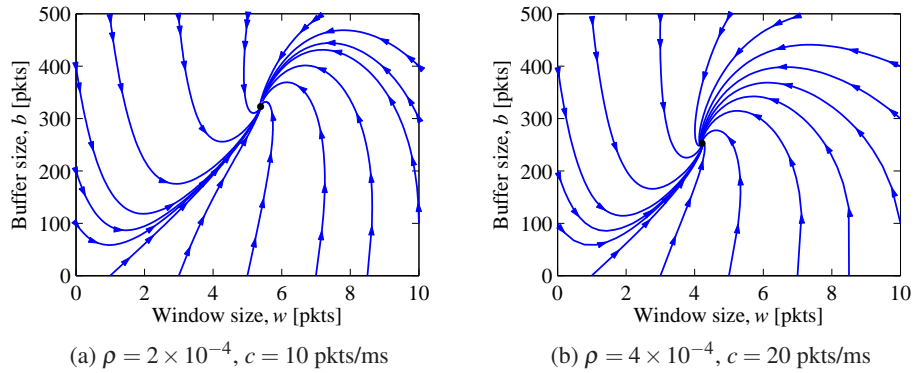 500
400
300
200
100
0
Buffer size, b [pkts]
0 2 4 6 8 10
Window size, w [pkts]
(a) ρ = 2 × 10⁻⁴, c = 10 pkts/ms
500
400
300
200
100
0
Buffer size, b [pkts]
0 2 4 6 8 10
Window size, w [pkts]
(b) ρ = 4 × 10⁻⁴, c = 20 pkts/ms